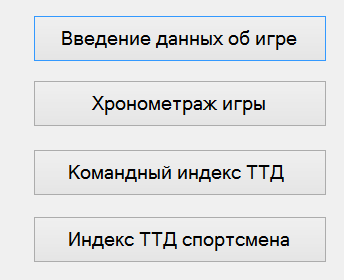 Введение данных об игре
Хронометраж игры
Командный индекс ТТД
Индекс ТТД спортсмена